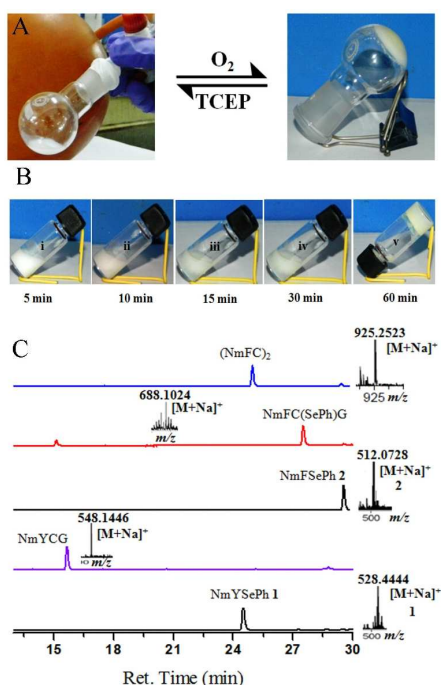 A
O₂
TCEP
B
i
ii
iii
iv
v
5 min
10 min
15 min
30 min
60 min
C
(NmFC)₂
925.2523
[M+Na]⁺
925 m/z
688.1024
[M+Na]⁺
m/z
NmFC(SePh)G
512.0728
[M+Na]⁺
2
500 m/z
NmFSePh 2
548.1446
[M+Na]⁺
m/z
NmYCG
528.4444
[M+Na]⁺
1
500 m/z
NmYSePh 1
15
18
21
24
27
30
Ret. Time (min)